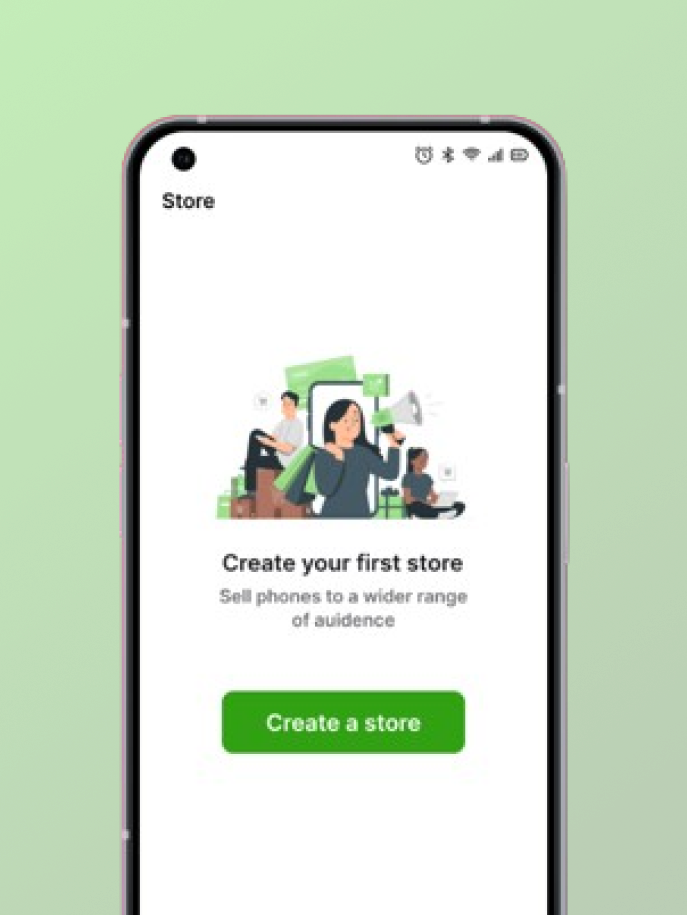 Store
Create your first store
Sell phones to a wider range
of auidence
Create a store